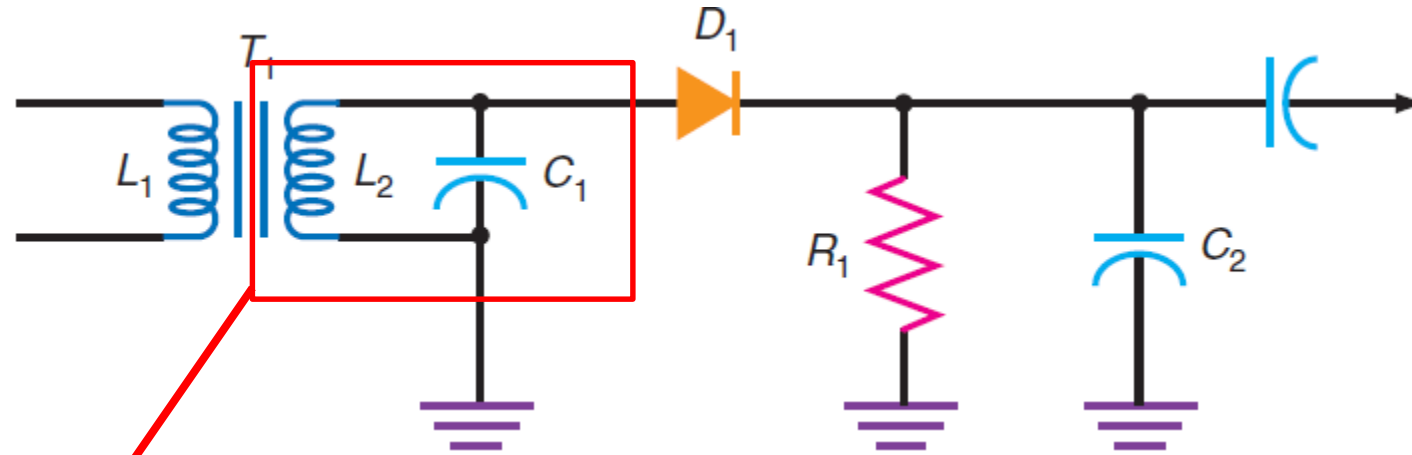 D₁
T₁
L₁
L₂
C₁
R₁
C₂